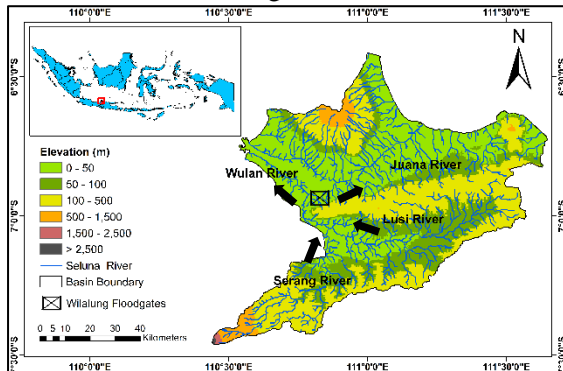 110°0'0"E
110°30'0"E
111°0'0"E
111°30'0"E
6°30'0"S
6°30'0"S
N
Elevation (m)
0 - 50
50 - 100
100 - 500
500 - 1,500
1,500 - 2,500
> 2,500
Seluna River
Basin Boundary
Wilalung Floodgates
0 5 10 20 30 40
Kilometers
Wulan River
Juana River
Lusi River
Serang River
7°0'0"S
7°0'0"S
7°30'0"S
7°30'0"S
110°0'0"E
110°30'0"E
111°0'0"E
111°30'0"E